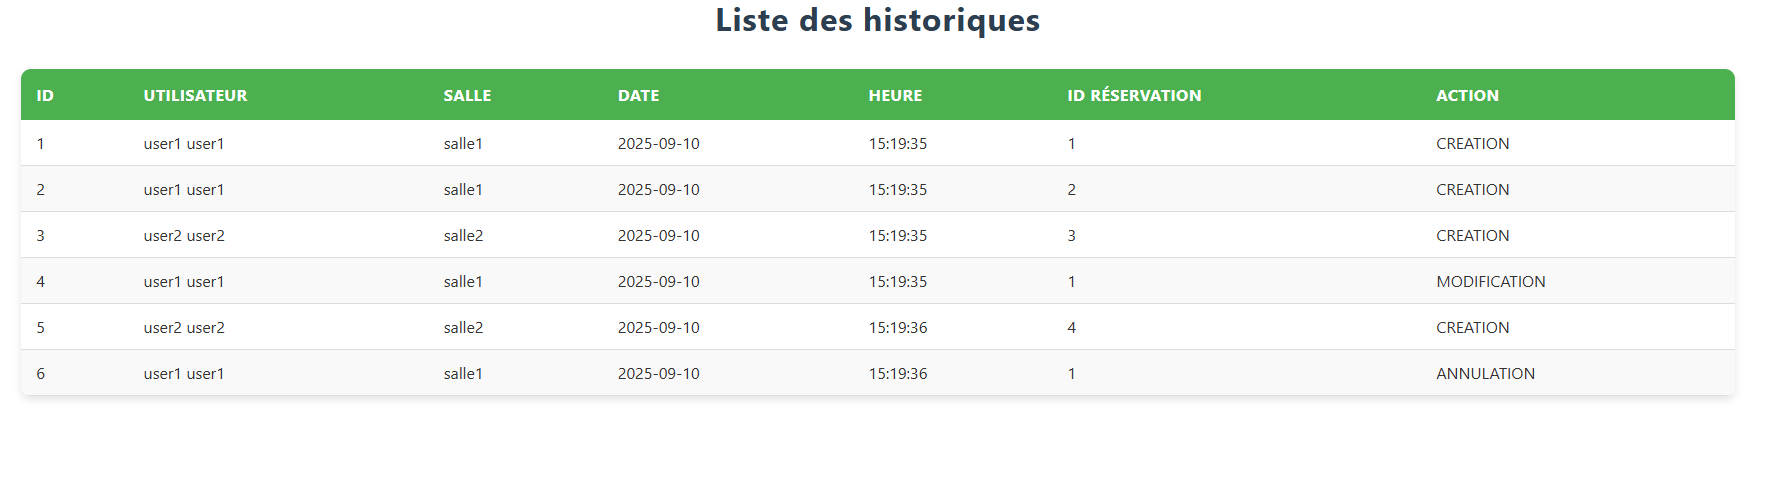 Liste des historiques
ID UTILISATEUR SALLE DATE HEURE ID RÉSERVATION ACTION
1 user1 user1 salle1 2025-09-10 15:19:35 1 CREATION
2 user1 user1 salle1 2025-09-10 15:19:35 2 CREATION
3 user2 user2 salle2 2025-09-10 15:19:35 3 CREATION
4 user1 user1 salle1 2025-09-10 15:19:35 1 MODIFICATION
5 user2 user2 salle2 2025-09-10 15:19:36 4 CREATION
6 user1 user1 salle1 2025-09-10 15:19:36 1 ANNULATION